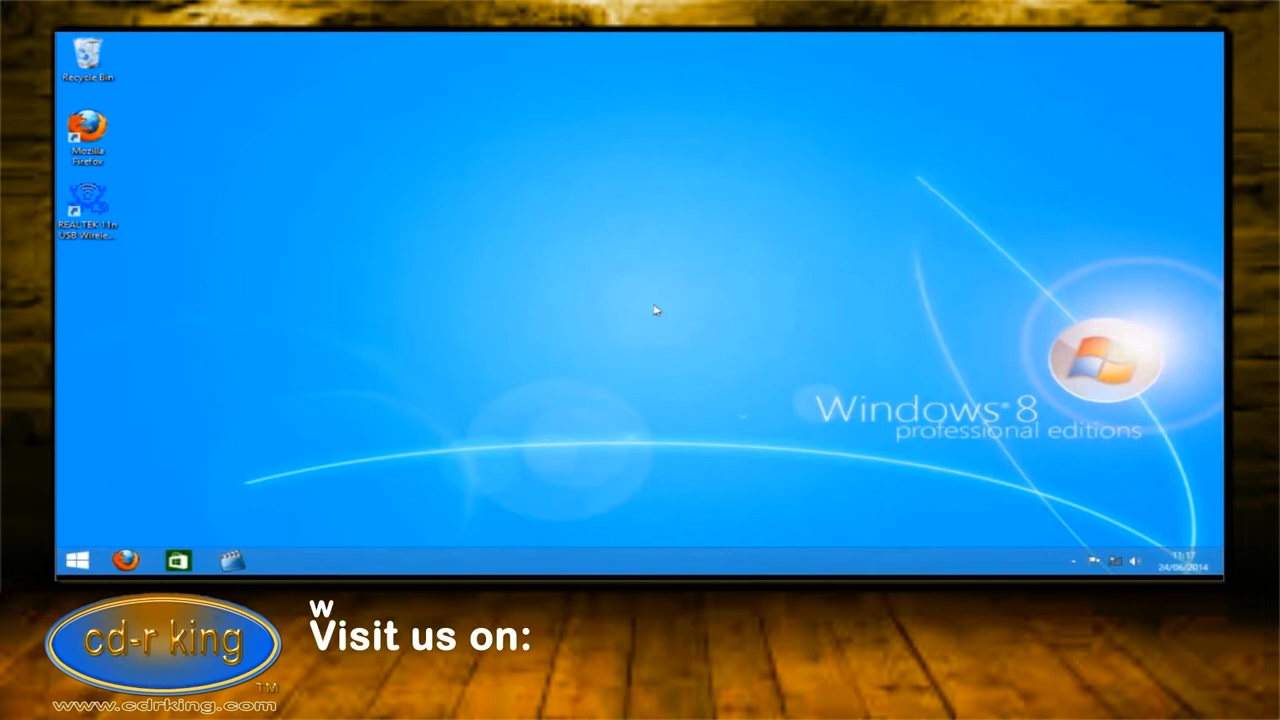 Recycle Bin
Mozilla
Firefox
REALTEK 11n
USB Wirele...
Windows® 8
professional editions
11:17
24/06/2014
cd-r king
TM
www.cdrking.com
w
Visit us on: